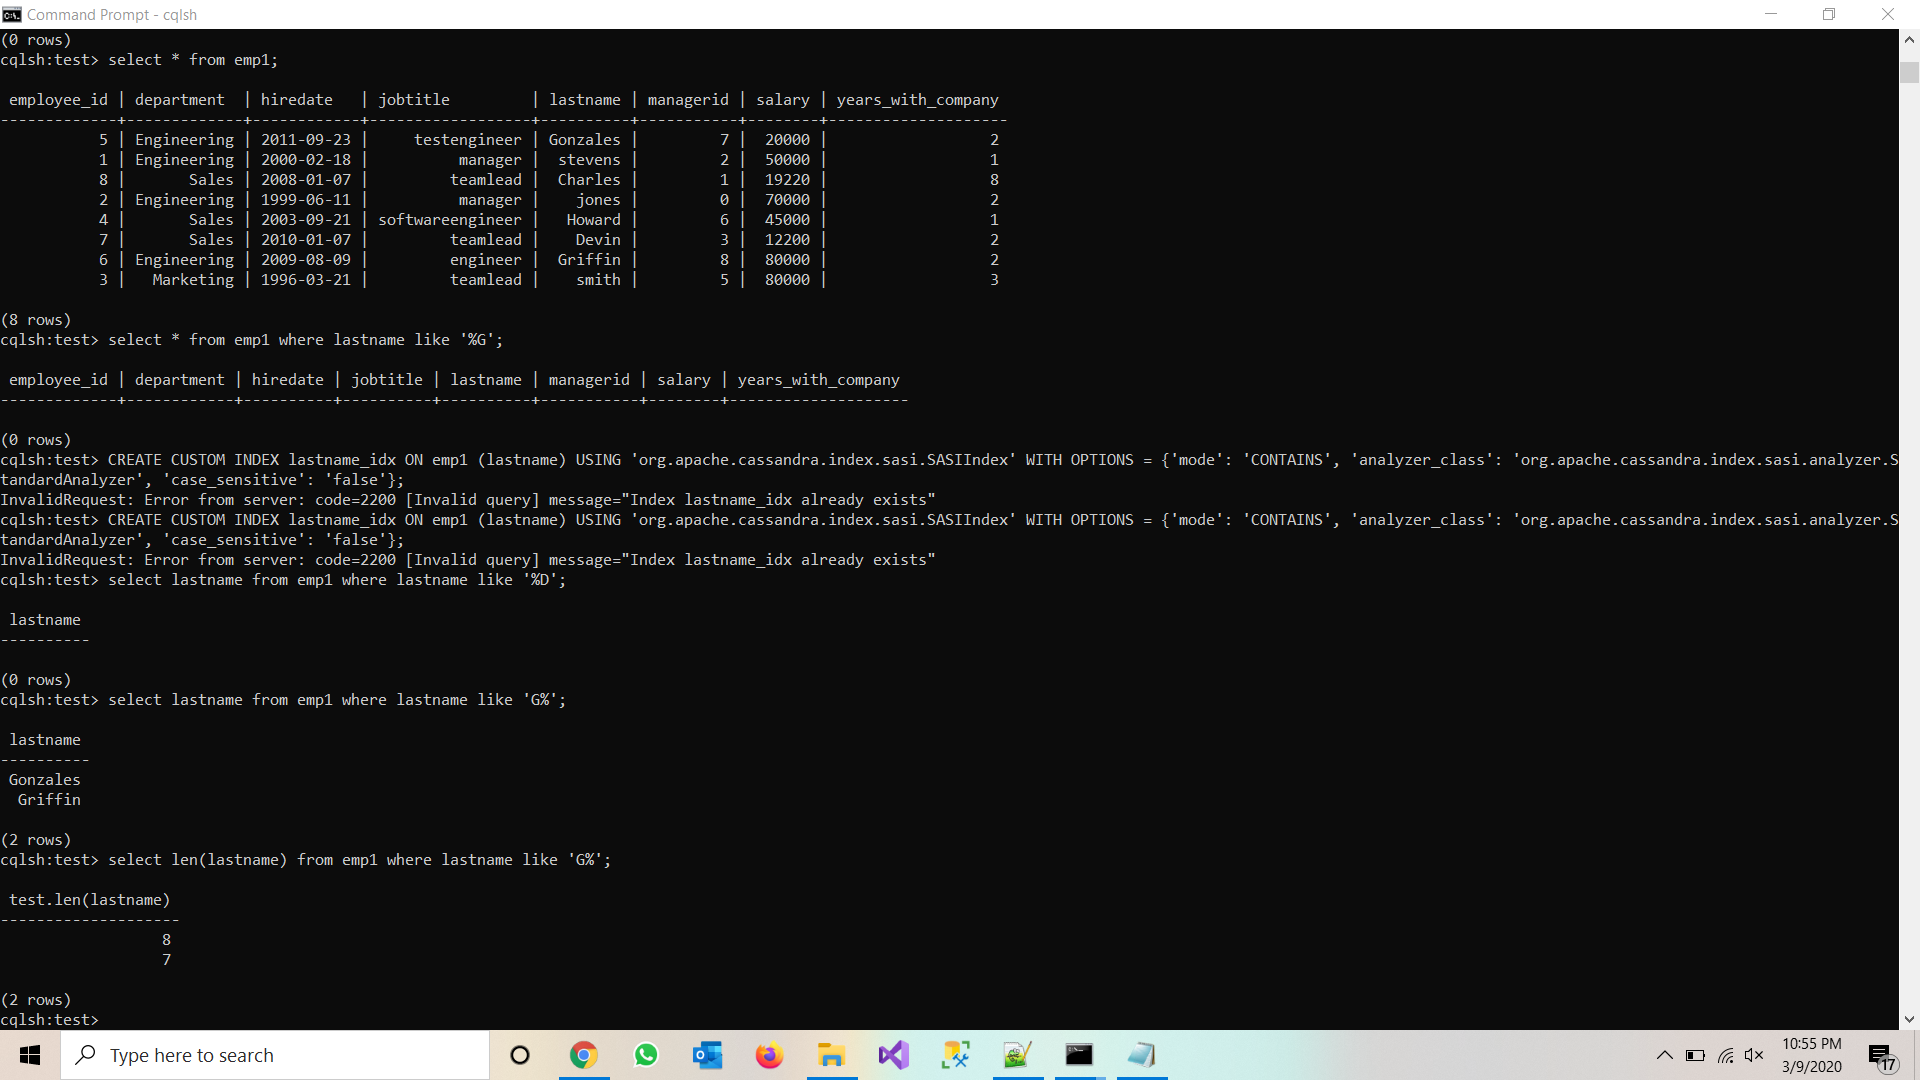 Command Prompt - cqlsh
(0 rows)
cqlsh:test> select * from emp1;
employee_id | department  | hiredate   | jobtitle         | lastname  | managerid | salary | years_with_company
-------------+-------------+------------+------------------+-----------+-----------+--------+--------------------
5 | Engineering | 2011-09-23 |     testengineer | Gonzales |         7 |  20000 |                  2
1 | Engineering | 2000-02-18 |          manager |  stevens |         2 |  50000 |                  1
8 |       Sales | 2008-01-07 |         teamlead |  Charles |         1 |  19220 |                  8
2 | Engineering | 1999-06-11 |          manager |    jones |         0 |  70000 |                  2
4 |       Sales | 2003-09-21 | softwareengineer |   Howard |         6 |  45000 |                  1
7 |       Sales | 2010-01-07 |         teamlead |    Devin |         3 |  12200 |                  2
6 | Engineering | 2009-08-09 |         engineer |  Griffin |         8 |  80000 |                  2
3 |   Marketing | 1996-03-21 |         teamlead |    smith |         5 |  80000 |                  3
(8 rows)
cqlsh:test> select * from emp1 where lastname like '%G';
employee_id | department | hiredate | jobtitle | lastname | managerid | salary | years_with_company
-------------+------------+----------+----------+----------+-----------+--------+--------------------
(0 rows)
cqlsh:test> CREATE CUSTOM INDEX lastname_idx ON emp1 (lastname) USING 'org.apache.cassandra.index.sasi.SASIIndex' WITH OPTIONS = {'mode': 'CONTAINS', 'analyzer_class': 'org.apache.cassandra.index.sasi.analyzer.S
tandardAnalyzer', 'case_sensitive': 'false'};
InvalidRequest: Error from server: code=2200 [Invalid query] message="Index lastname_idx already exists"
cqlsh:test> CREATE CUSTOM INDEX lastname_idx ON emp1 (lastname) USING 'org.apache.cassandra.index.sasi.SASIIndex' WITH OPTIONS = {'mode': 'CONTAINS', 'analyzer_class': 'org.apache.cassandra.index.sasi.analyzer.S
tandardAnalyzer', 'case_sensitive': 'false'};
InvalidRequest: Error from server: code=2200 [Invalid query] message="Index lastname_idx already exists"
cqlsh:test> select lastname from emp1 where lastname like '%D';
lastname
----------
(0 rows)
cqlsh:test> select lastname from emp1 where lastname like 'G%';
lastname
----------
Gonzales
Griffin
(2 rows)
cqlsh:test> select len(lastname) from emp1 where lastname like 'G%';
test.len(lastname)
--------------------
8
7
(2 rows)
cqlsh:test>
Type here to search
10:55 PM
3/9/2020
17